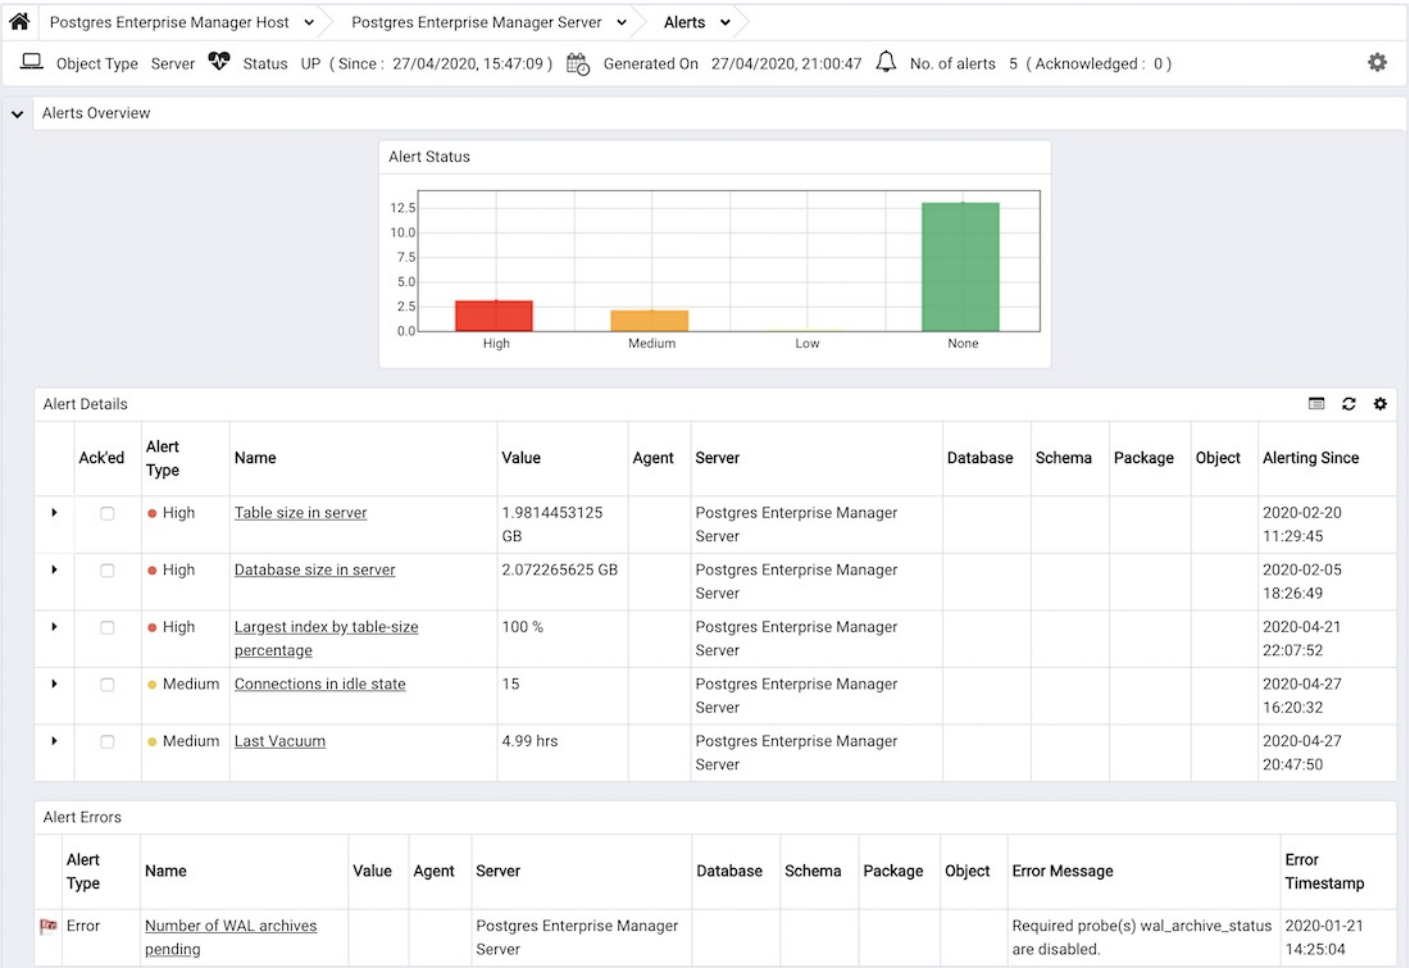 Postgres Enterprise Manager Host Postgres Enterprise Manager Server Alerts
Object Type Server Status UP ( Since : 27/04/2020, 15:47:09 ) Generated On 27/04/2020, 21:00:47 No. of alerts 5 ( Acknowledged : 0 )
Alerts Overview
Alert Status
12.5
10.0
7.5
5.0
2.5
0.0
High Medium Low None
Alert Details
Ack'ed Alert Type Name Value Agent Server Database Schema Package Object Alerting Since
High Table size in server 1.9814453125 Postgres Enterprise Manager 2020-02-20
GB Server 11:29:45
High Database size in server 2.072265625 GB Postgres Enterprise Manager 2020-02-05
Server 18:26:49
High Largest index by table-size 100 % Postgres Enterprise Manager 2020-04-21
percentage Server 22:07:52
Medium Connections in idle state 15 Postgres Enterprise Manager 2020-04-27
Server 16:20:32
Medium Last Vacuum 4.99 hrs Postgres Enterprise Manager 2020-04-27
Server 20:47:50
Alert Errors
Alert Type Name Value Agent Server Database Schema Package Object Error Message Error Timestamp
Error Number of WAL archives Postgres Enterprise Manager Required probe(s) wal_archive_status 2020-01-21
pending Server are disabled. 14:25:04